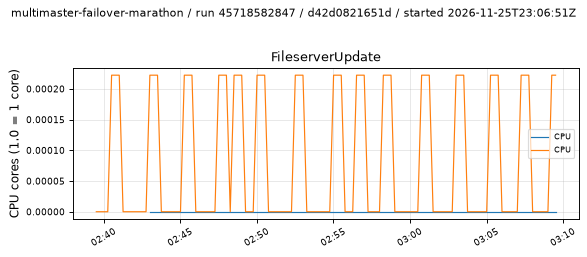 multimaster-failover-marathon / run 45718582847 / d42d0821651d / started 2026-11-25T23:06:51Z
FileserverUpdate
CPU cores (1.0 = 1 core)
0.00020
0.00015
0.00010
0.00005
0.00000
CPU
CPU
02:40
02:45
02:50
02:55
03:00
03:05
03:10